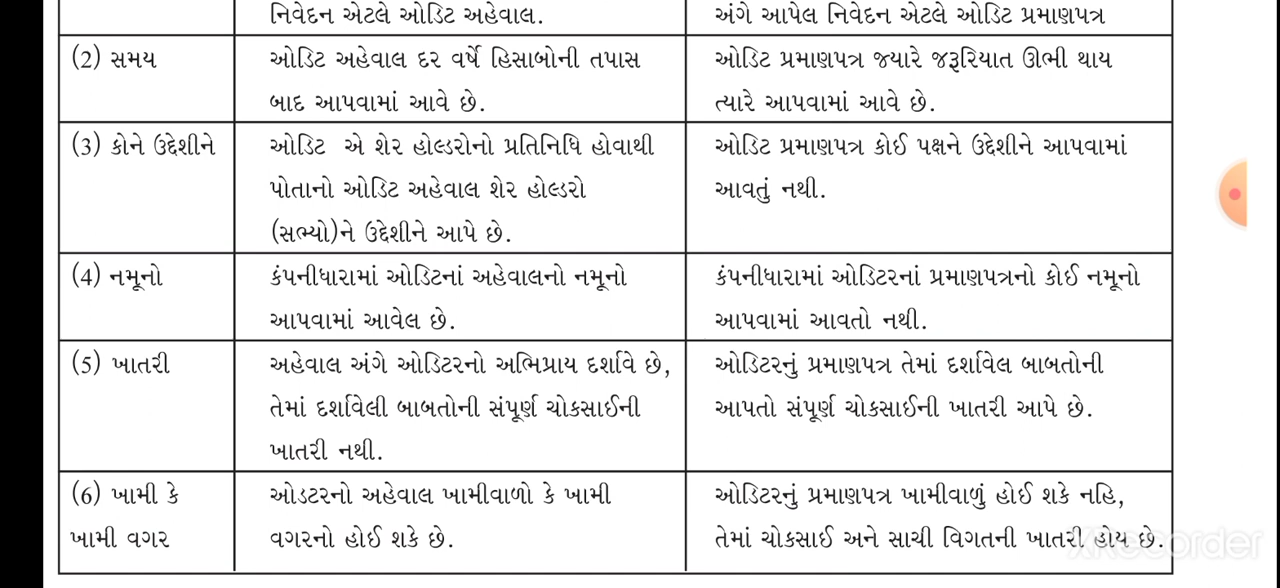 નિવેદન એટલે ઓડિટ અહેવાલ.
અંગે આપેલ નિવેદન એટલે ઓડિટ પ્રમાણપત્ર
(2) સમય
ઓડિટ અહેવાલ દર વર્ષે હિસાબોની તપાસ
બાદ આપવામાં આવે છે.
ઓડિટ પ્રમાણપત્ર જ્યારે જરૂરિયાત ઊભી થાય
ત્યારે આપવામાં આવે છે.
(3) કોને ઉદ્દેશીને
ઓડિટ એ શેર હોલ્ડરોનો પ્રતિનિધિ હોવાથી
પોતાનો ઓડિટ અહેવાલ શેર હોલ્ડરો
(સભ્યો)ને ઉદ્દેશીને આપે છે.
ઓડિટ પ્રમાણપત્ર કોઈ પક્ષને ઉદ્દેશીને આપવામાં
આવતું નથી.
(4) નમૂનો
કંપનીધારામાં ઓડિટનાં અહેવાલનો નમૂનો
આપવામાં આવેલ છે.
કંપનીધારામાં ઓડિટરનાં પ્રમાણપત્રનો કોઈ નમૂનો
આપવામાં આવતો નથી.
(5) ખાતરી
અહેવાલ અંગે ઓડિટરનો અભિપ્રાય દર્શાવે છે,
તેમાં દર્શાવેલી બાબતોની સંપૂર્ણ ચોકસાઈની
ખાતરી નથી.
ઓડિટરનું પ્રમાણપત્ર તેમાં દર્શાવેલ બાબતોની
આપતો સંપૂર્ણ ચોકસાઈની ખાતરી આપે છે.
(6) ખામી કે
ખામી વગર
ઓડટરનો અહેવાલ ખામીવાળો કે ખામી
વગરનો હોઈ શકે છે.
ઓડિટરનું પ્રમાણપત્ર ખામીવાળું હોઈ શકે નહિ,
તેમાં ચોકસાઈ અને સાચી વિગતની ખાતરી હોય છે.
XRecorder